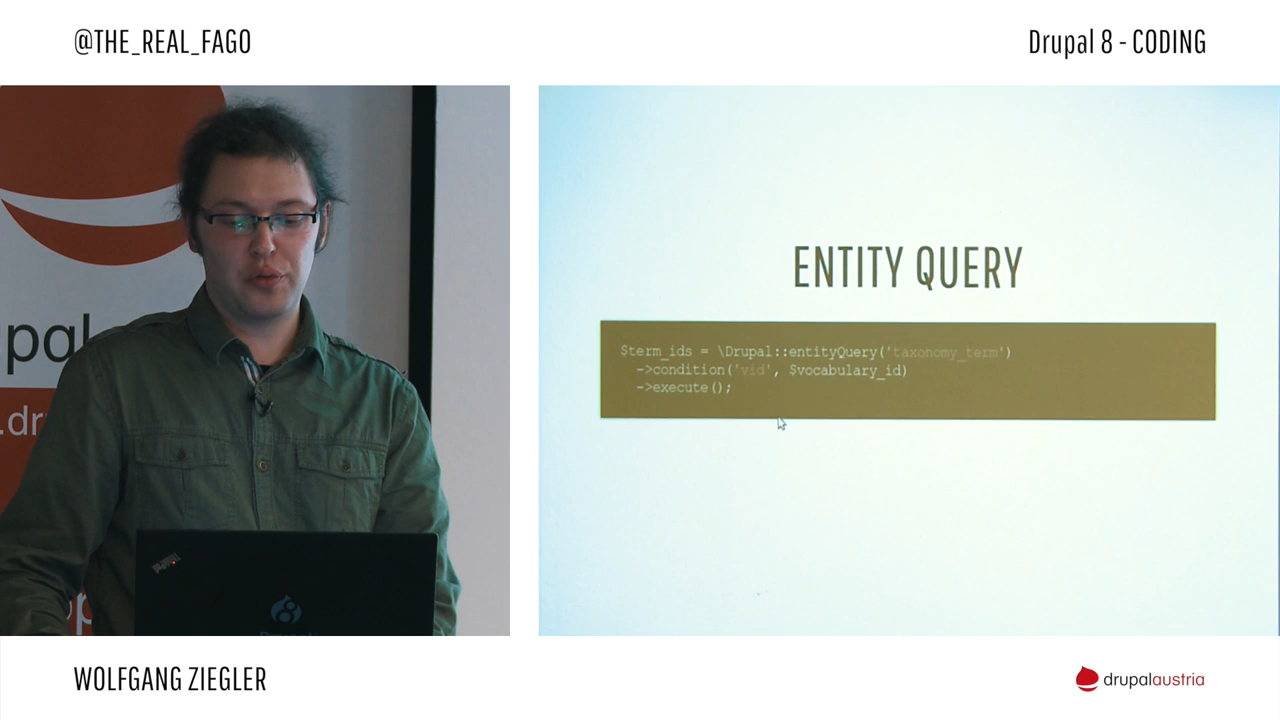 @THE_REAL_FAGO
Drupal 8 - CODING
ENTITY QUERY
$term_ids = \Drupal::entityQuery('taxonomy_term')
->condition('vid', $vocabulary_id)
->execute();
WOLFGANG ZIEGLER
drupalaustria